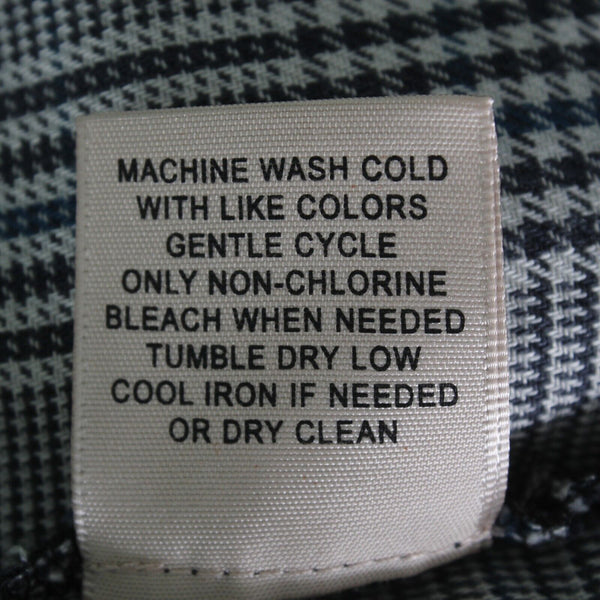 MACHINE WASH COLD
WITH LIKE COLORS
GENTLE CYCLE
ONLY NON-CHLORINE
BLEACH WHEN NEEDED
TUMBLE DRY LOW
COOL IRON IF NEEDED
OR DRY CLEAN